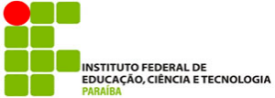 INSTITUTO FEDERAL DE
EDUCAÇÃO, CIÊNCIA E TECNOLOGIA
PARAÍBA